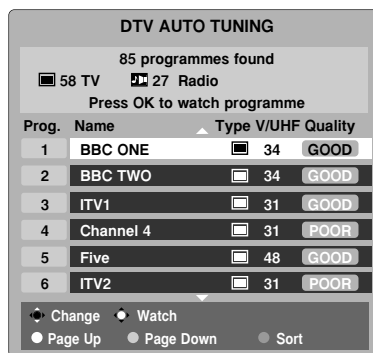 DTV AUTO TUNING
85 programmes found
58 TV 27 Radio
Press OK to watch programme
Prog. Name Type V/UHF Quality
1 BBC ONE 34 GOOD
2 BBC TWO 34 GOOD
3 ITV1 31 GOOD
4 Channel 4 31 POOR
5 Five 48 GOOD
6 ITV2 31 POOR
Change Watch
Page Up Page Down Sort